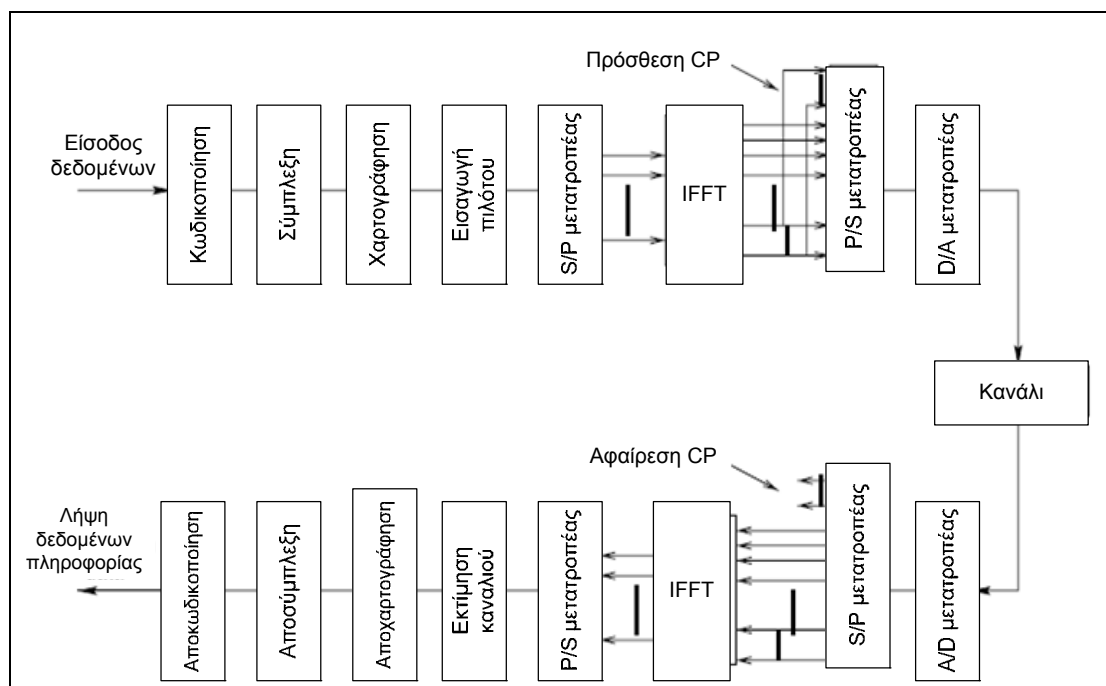 Πρόσθεση CP
Είσοδος
δεδομένων
Κωδικοποίηση
Σύμπλεξη
Χαρτογράφηση
Εισαγωγή
πιλότου
S/P μετατροπέας
IFFT
P/S μετατροπέας
D/A μετατροπέας
Κανάλι
Αφαίρεση CP
Λήψη
δεδομένων
πληροφορίας
Αποκωδικοποίηση
Αποσύμπλεξη
Αποχαρτογράφηση
Εκτίμηση
καναλιού
P/S μετατροπέας
IFFT
S/P μετατροπέας
A/D μετατροπέας